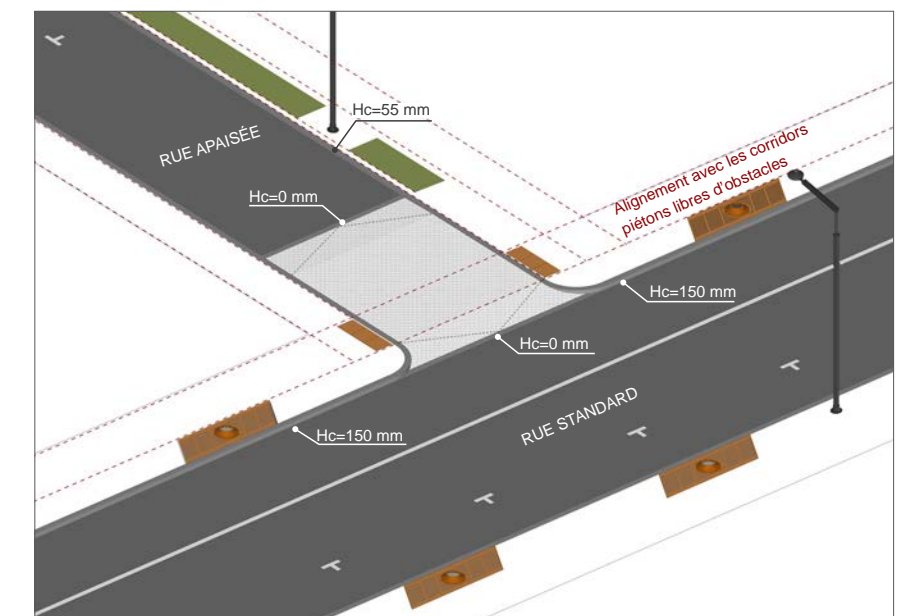 Hc=55 mm
RUE APAISÉE
Alignement avec les corridors
piétons libres d'obstacles
Hc=0 mm
Hc=150 mm
Hc=0 mm
RUE STANDARD
Hc=150 mm